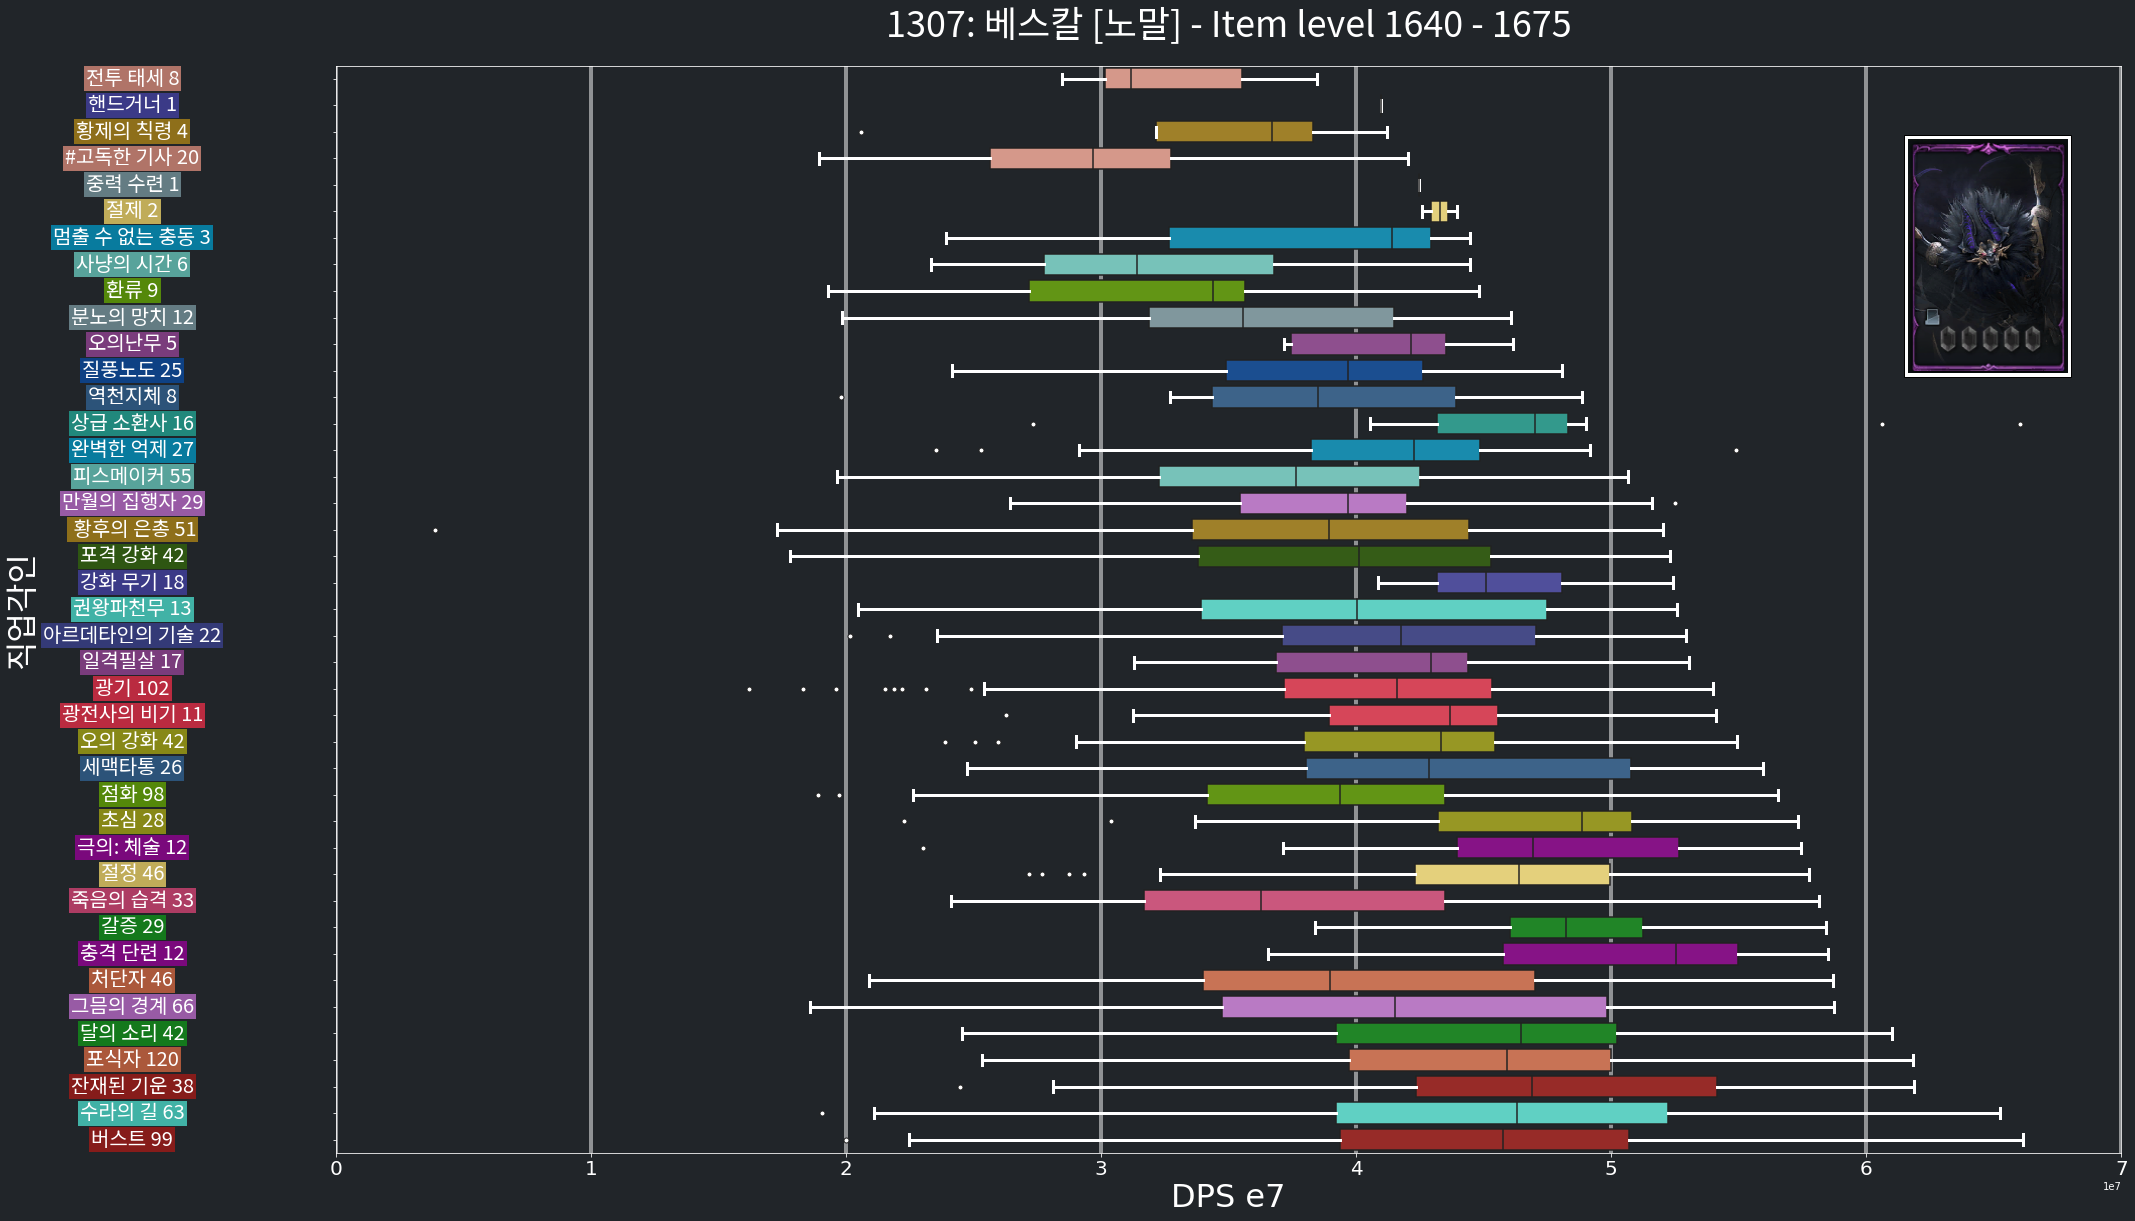 1307: 베스칼 [노말] - Item level 1640 - 1675
전투 태세 8
핸드거너 1
황제의 칙령 4
#고독한 기사 20
중력 수련 1
절제 2
멈출 수 없는 충동 3
사냥의 시간 6
환류 9
분노의 망치 12
오의난무 5
질풍노도 25
역천지체 8
상급 소환사 16
완벽한 억제 27
피스메이커 55
만월의 집행자 29
황후의 은총 51
포격 강화 42
강화 무기 18
권왕파천무 13
아르데타인의 기술 22
일격필살 17
광기 102
광전사의 비기 11
오의 강화 42
세맥타통 26
점화 98
초심 28
극의: 체술 12
절정 46
죽음의 습격 33
갈증 29
충격 단련 12
처단자 46
그믐의 경계 66
달의 소리 42
포식자 120
잔재된 기운 38
수라의 길 63
버스트 99
직업각인
0 1 2 3 4 5 6 7
1e7
DPS e7